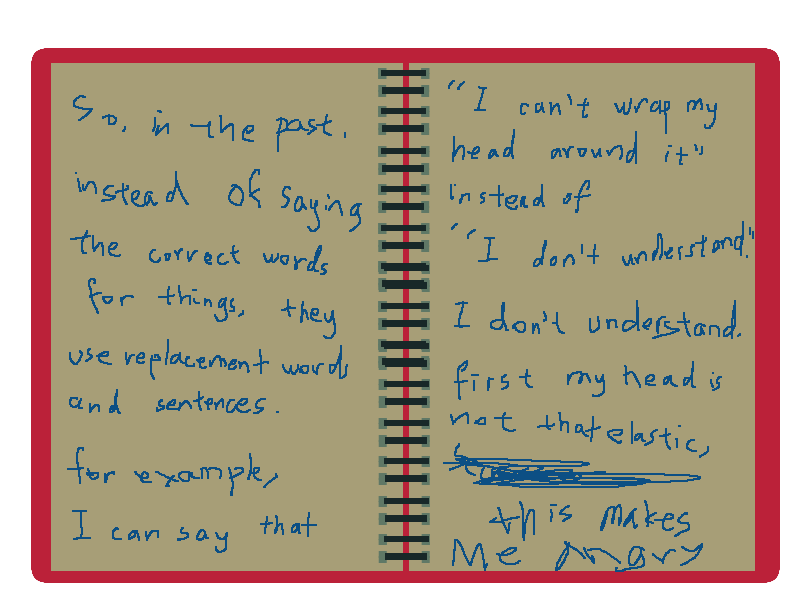 So, in the past,
instead of saying
the correct words
for things, they
use replacement words
and sentences.
for example,
I can say that
"I can't wrap my
head around it"
instead of
"I don't understand."
I don't understand.
first my head is
not that elastic,
this makes
Me Angry